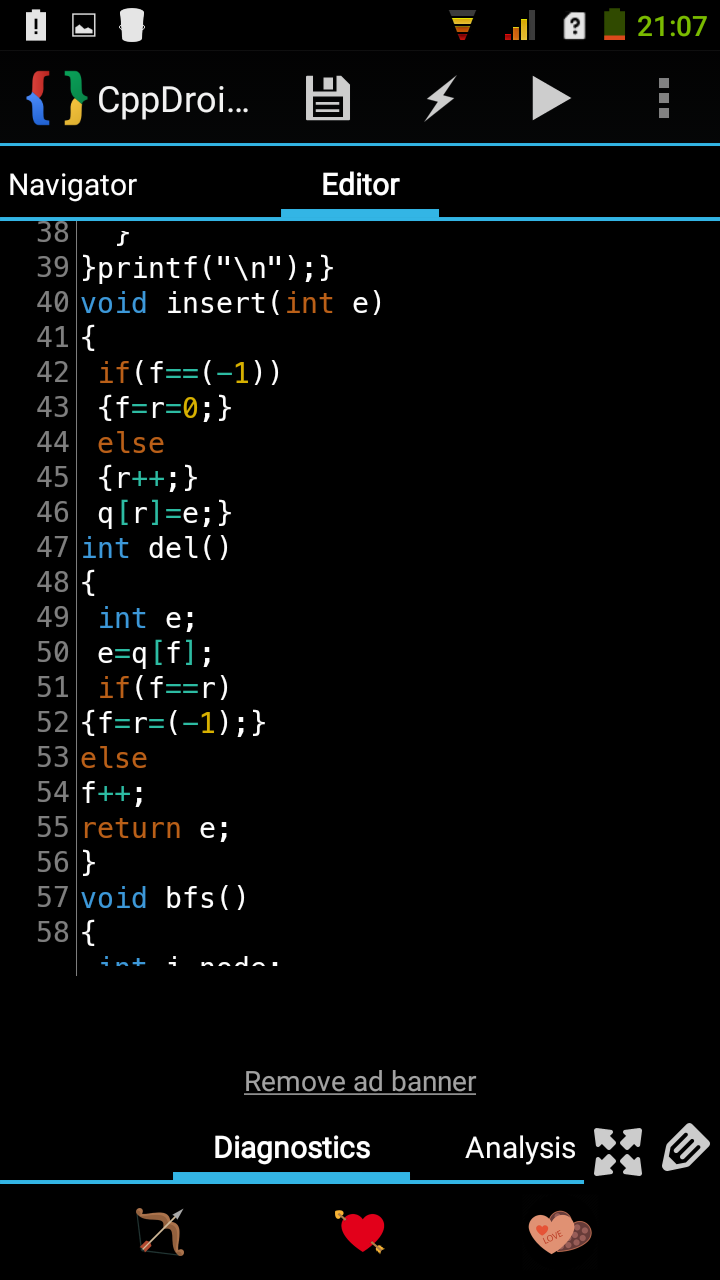 21:07
CppDroi...
Navigator Editor
38 }
39 }printf("\n");}
40 void insert(int e)
41 {
42 if(f==(-1))
43 {f=r=0;}
44 else
45 {r++;}
46 q[r]=e;}
47 int del()
48 {
49 int e;
50 e=q[f];
51 if(f==r)
52 {f=r=(-1);}
53 else
54 f++;
55 return e;
56 }
57 void bfs()
58 {
int i,node;
Remove ad banner
Diagnostics Analysis
LOVE